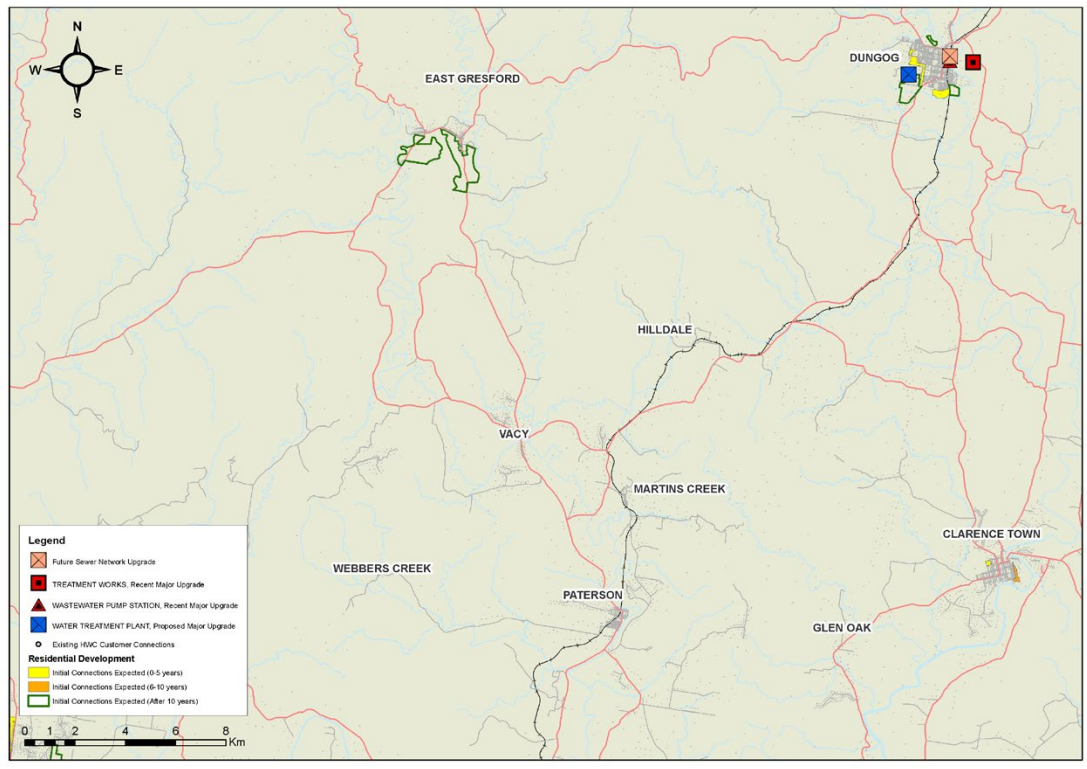 N
W E
S
EAST GRESFORD
DUNGOG
HILLDALE
VACY
MARTINS CREEK
CLARENCE TOWN
WEBBERS CREEK
PATERSON
GLEN OAK
Legend
Future Sewer Network Upgrade
TREATMENT WORKS, Recent Major Upgrade
WASTEWATER PUMP STATION, Recent Major Upgrade
WATER TREATMENT PLANT, Proposed Major Upgrade
Existing HWC Customer Connections
Residential Development
Initial Connections Expected (0-5 years)
Initial Connections Expected (6-10 years)
Initial Connections Expected (After 10 years)
0 1 2 4 6 8
Km